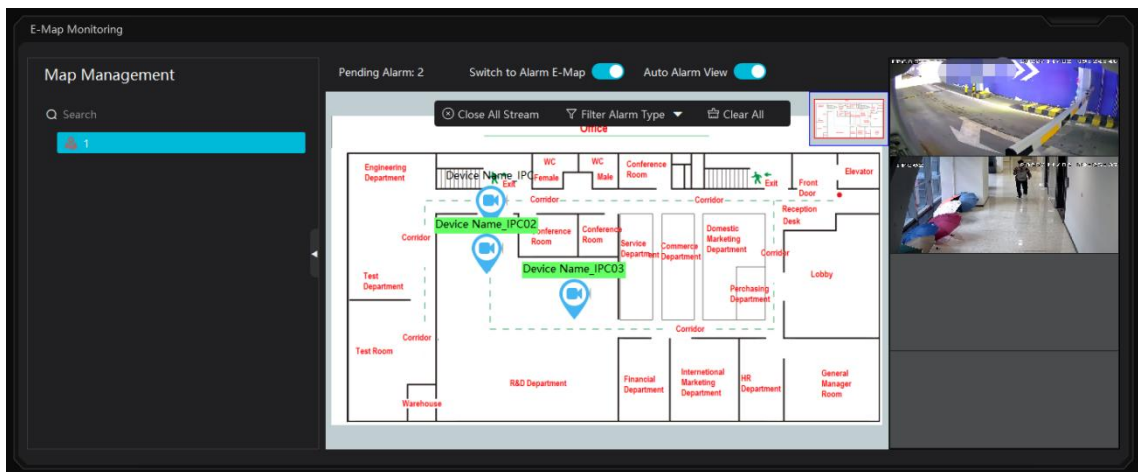 E-Map Monitoring
Map Management
Search
1
Pending Alarm: 2
Switch to Alarm E-Map
Auto Alarm View
Close All Stream
Filter Alarm Type
Clear All
Office
Engineering
Department
Device Name_IPC
Exit
WC
Female
WC
Male
Conference
Room
Exit
Front
Door
Elevator
Corridor
Corridor
Reception
Desk
Device Name_IPC02
Corridor
Conference
Room
Service
Department
Commerce
Department
Domestic
Marketing
Department
Corridor
Device Name_IPC03
Test
Department
Lobby
Perchasing
Department
Corridor
Corridor
Test Room
R&D Department
Financial
Department
Internetional
Marketing
Department
HR
Department
General
Manager
Room
Warehouse